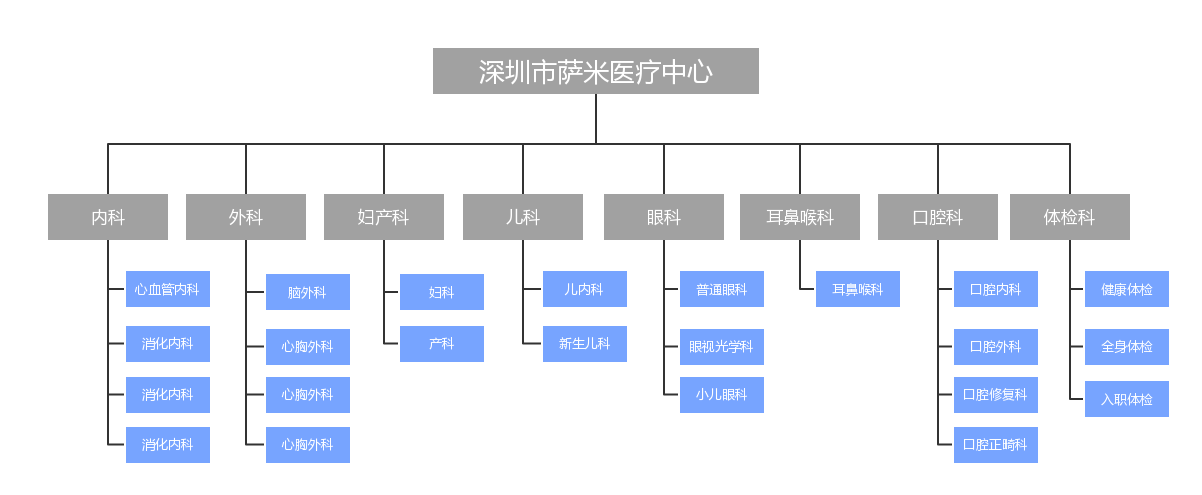 深圳市萨米医疗中心
内科
外科
妇产科
儿科
眼科
耳鼻喉科
口腔科
体检科
心血管内科
消化内科
消化内科
消化内科
脑外科
心胸外科
心胸外科
心胸外科
妇科
产科
儿内科
新生儿科
普通眼科
眼视光学科
小儿眼科
耳鼻喉科
口腔内科
口腔外科
口腔修复科
口腔正畸科
健康体检
全身体检
入职体检